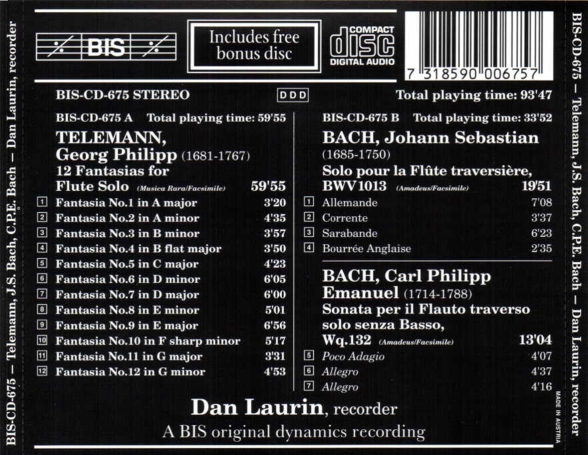 BIS
Includes free
bonus disc
COMPACT
disc
DIGITAL AUDIO
7 318590 006757
BIS-CD-675 STEREO
D D D
Total playing time: 93'47
BIS-CD-675 A Total playing time: 59'55
TELEMANN,
Georg Philipp (1681-1767)
12 Fantasias for
Flute Solo (Musica Rara/Facsimile) 59'55
1 Fantasia No.1 in A major 3'20
2 Fantasia No.2 in A minor 4'35
3 Fantasia No.3 in B minor 3'57
4 Fantasia No.4 in B flat major 3'50
5 Fantasia No.5 in C major 4'23
6 Fantasia No.6 in D minor 6'05
7 Fantasia No.7 in D major 6'00
8 Fantasia No.8 in E minor 5'01
9 Fantasia No.9 in E major 6'56
10 Fantasia No.10 in F sharp minor 5'17
11 Fantasia No.11 in G major 3'31
12 Fantasia No.12 in G minor 4'53
BIS-CD-675 B Total playing time: 33'52
BACH, Johann Sebastian
(1685-1750)
Solo pour la Flûte traversière,
BWV 1013 (Amadeus/Facsimile) 19'51
1 Allemande 7'08
2 Corrente 3'37
3 Sarabande 6'23
4 Bourrée Anglaise 2'35
BACH, Carl Philipp
Emanuel (1714-1788)
Sonata per il Flauto traverso
solo senza Basso,
Wq.132 (Amadeus/Facsimile) 13'04
5 Poco Adagio 4'07
6 Allegro 4'37
7 Allegro 4'16
Dan Laurin, recorder
A BIS original dynamics recording
MADE IN AUSTRIA
BIS-CD-675 – Telemann, J.S. Bach, C.P.E. Bach – Dan Laurin, recorder
BIS-CD-675 – Telemann, J.S. Bach, C.P.E. Bach – Dan Laurin, recorder